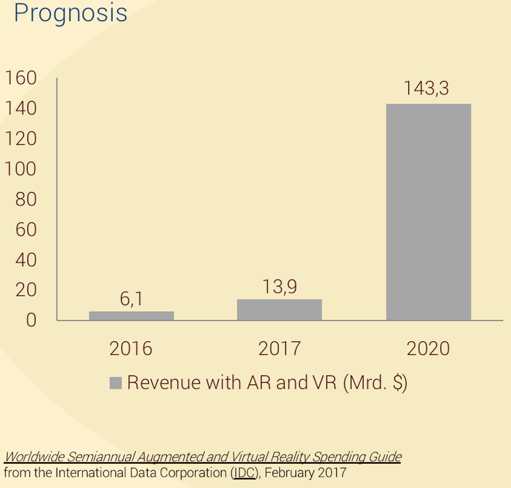 Prognosis
160
140
120
100
80
60
40
20
0
6,1
13,9
143,3
2016 2017 2020
Revenue with AR and VR (Mrd. $)
Worldwide Semiannual Augmented and Virtual Reality Spending Guide
from the International Data Corporation (IDC), February 2017